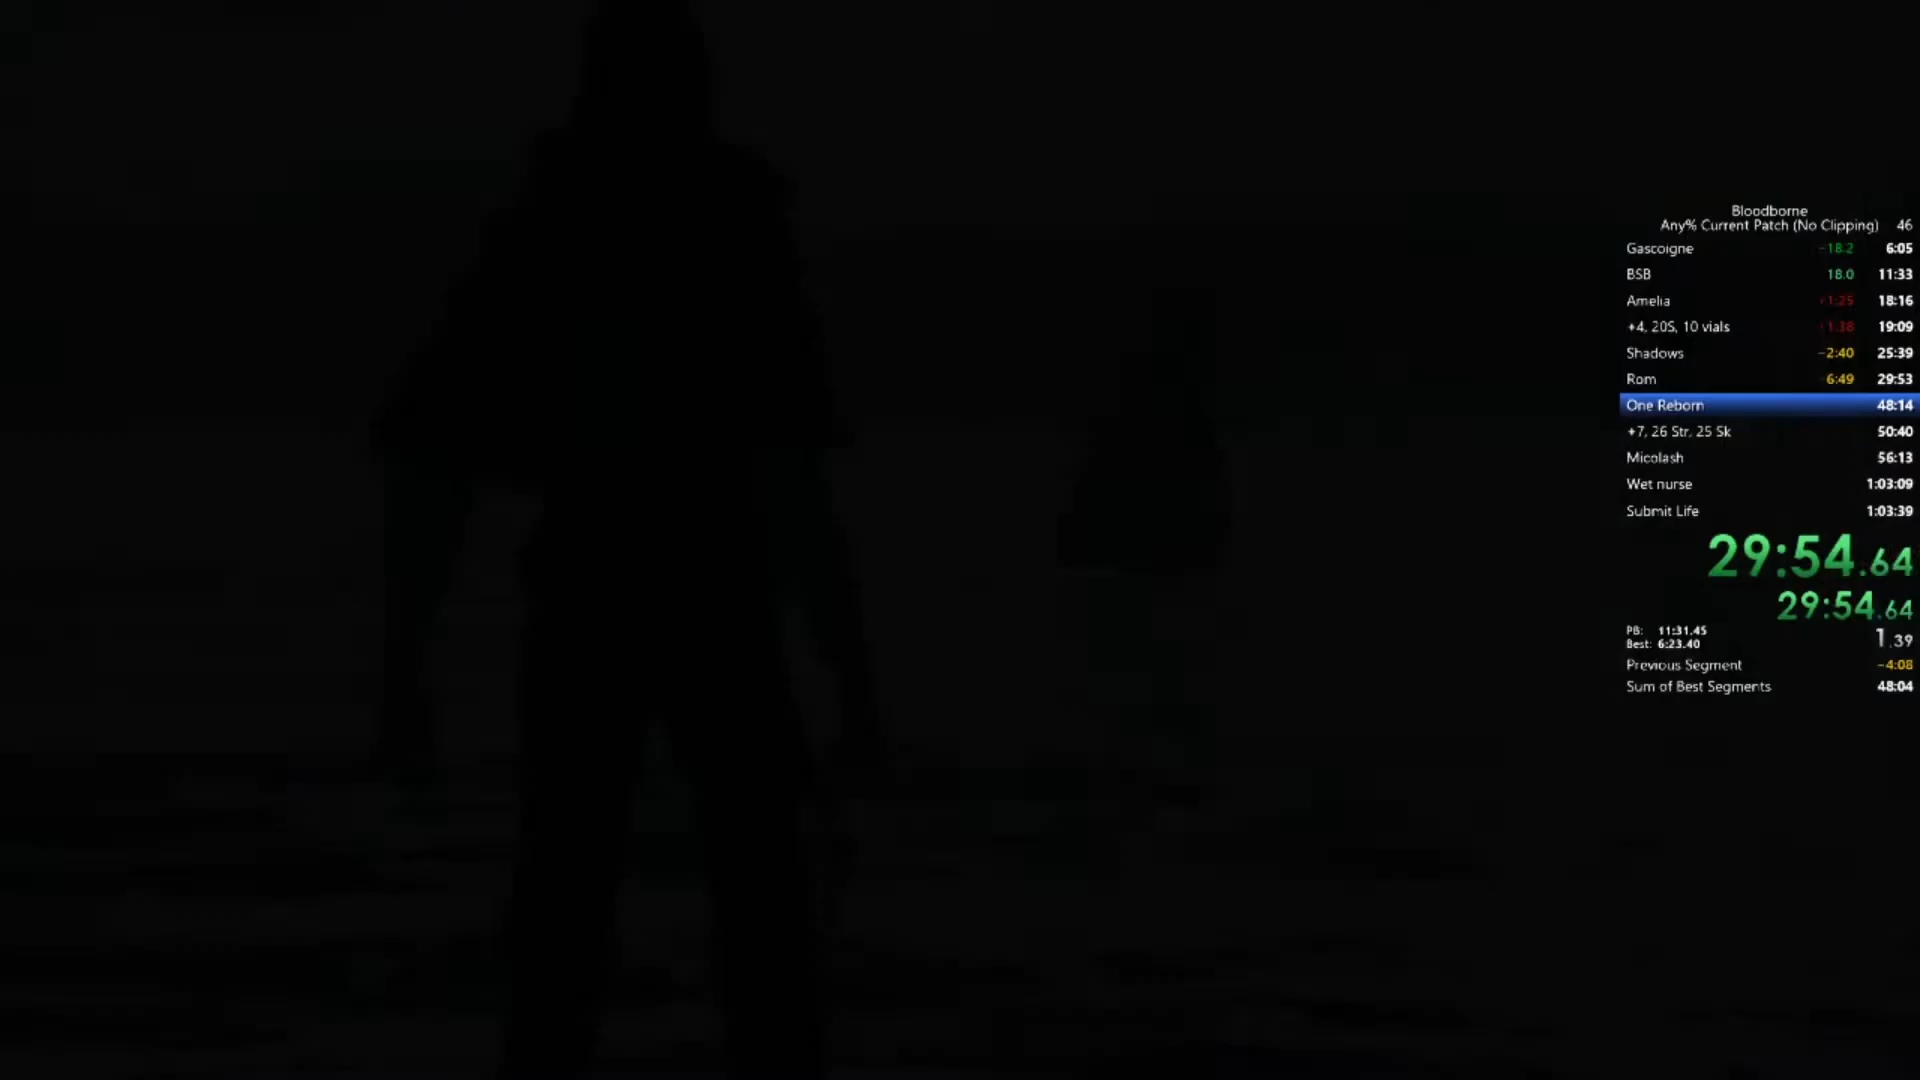 Bloodborne
Any% Current Patch (No Clipping) 46
Gascoigne -18.2 6:05
BSB 18.0 11:33
Amelia +1:25 18:16
+4, 20S, 10 vials +1:38 19:09
Shadows -2:40 25:39
Rom 6:49 29:53
One Reborn 48:14
+7, 26 Str, 25 Sk 50:40
Micolash 56:13
Wet nurse 1:03:09
Submit Life 1:03:39
29:54.64
29:54.64
PB: 11:31.45
Best: 6:23.40
1.39
Previous Segment -4:08
Sum of Best Segments 48:04